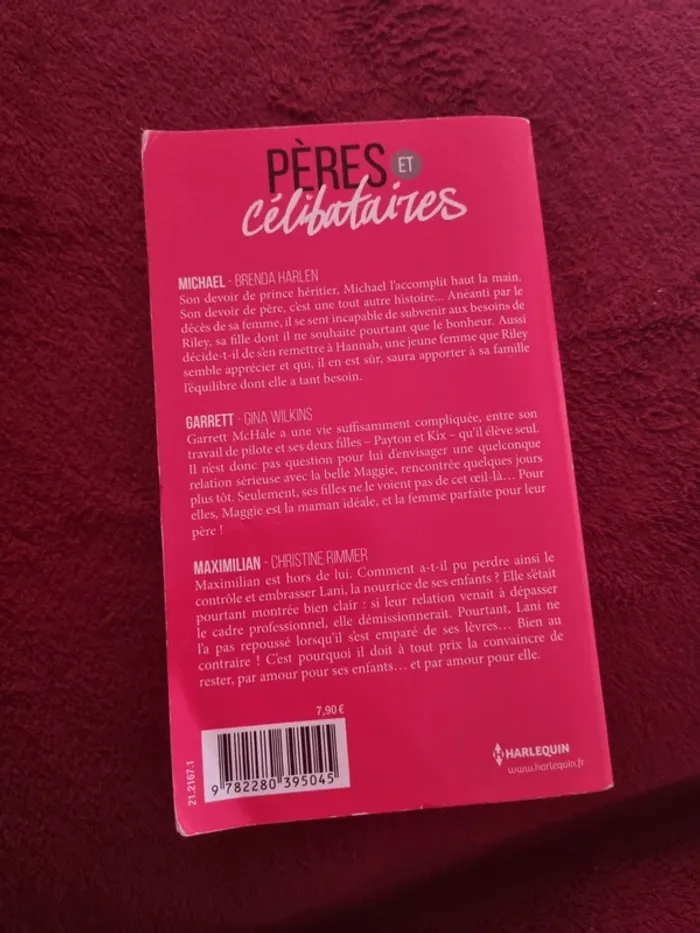 PÈRES ET
célibataires
MICHAEL - BRENDA HARLEN
Son devoir de prince héritier, Michael l'accomplit haut la main.
Son devoir de père, c'est une tout autre histoire... Anéanti par le
décès de sa femme, il se sent incapable de subvenir aux besoins de
Riley, sa fille dont il ne souhaite pourtant que le bonheur. Aussi
décide-t-il de s'en remettre à Hannah, une jeune femme que Riley
semble apprécier et qui, il en est sûr, saura apporter à sa famille
l'équilibre dont elle a tant besoin.
GARRETT - GINA WILKINS
Garrett McHale a une vie suffisamment compliquée, entre son
travail de pilote et ses deux filles – Payton et Kix – qu'il élève seul.
Il n'est donc pas question pour lui d'envisager une quelconque
relation sérieuse avec la belle Maggie, rencontrée quelques jours
plus tôt. Seulement, ses filles ne le voient pas de cet œil-là... Pour
elles, Maggie est la maman idéale, et la femme parfaite pour leur
père !
MAXIMILIAN - CHRISTINE RIMMER
Maximilian est hors de lui. Comment a-t-il pu perdre ainsi le
contrôle et embrasser Lani, la nourrice de ses enfants ? Elle s'était
pourtant montrée bien clair : si leur relation venait à dépasser
le cadre professionnel, elle démissionnerait. Pourtant, Lani ne
l'a pas repoussé lorsqu'il s'est emparé de ses lèvres... Bien au
contraire ! C'est pourquoi il doit à tout prix la convaincre de
rester, par amour pour ses enfants... et par amour pour elle.
7,90 €
21.2167.1
9 782280 395045
HARLEQUIN
www.harlequin.fr